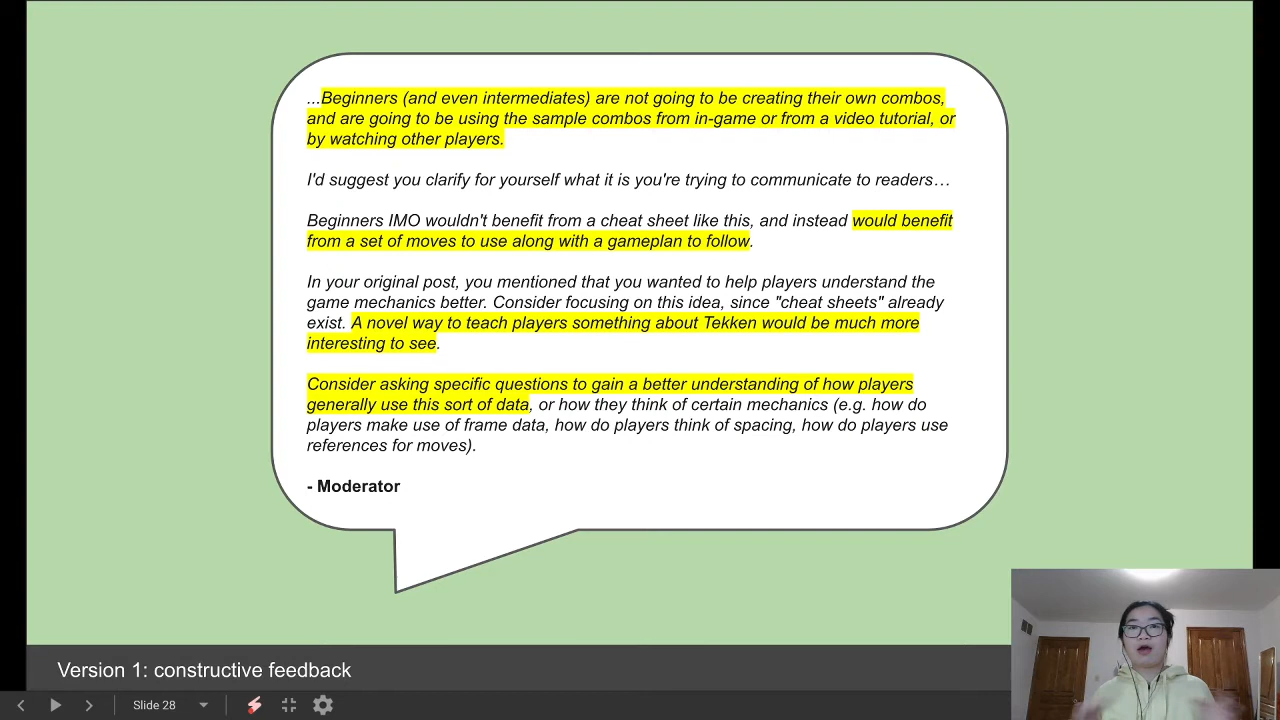 ...Beginners (and even intermediates) are not going to be creating their own combos,
and are going to be using the sample combos from in-game or from a video tutorial, or
by watching other players.
I'd suggest you clarify for yourself what it is you're trying to communicate to readers…
Beginners IMO wouldn't benefit from a cheat sheet like this, and instead would benefit
from a set of moves to use along with a gameplan to follow.
In your original post, you mentioned that you wanted to help players understand the
game mechanics better. Consider focusing on this idea, since "cheat sheets" already
exist. A novel way to teach players something about Tekken would be much more
interesting to see.
Consider asking specific questions to gain a better understanding of how players
generally use this sort of data, or how they think of certain mechanics (e.g. how do
players make use of frame data, how do players think of spacing, how do players use
references for moves).
- Moderator
Version 1: constructive feedback
Slide 28